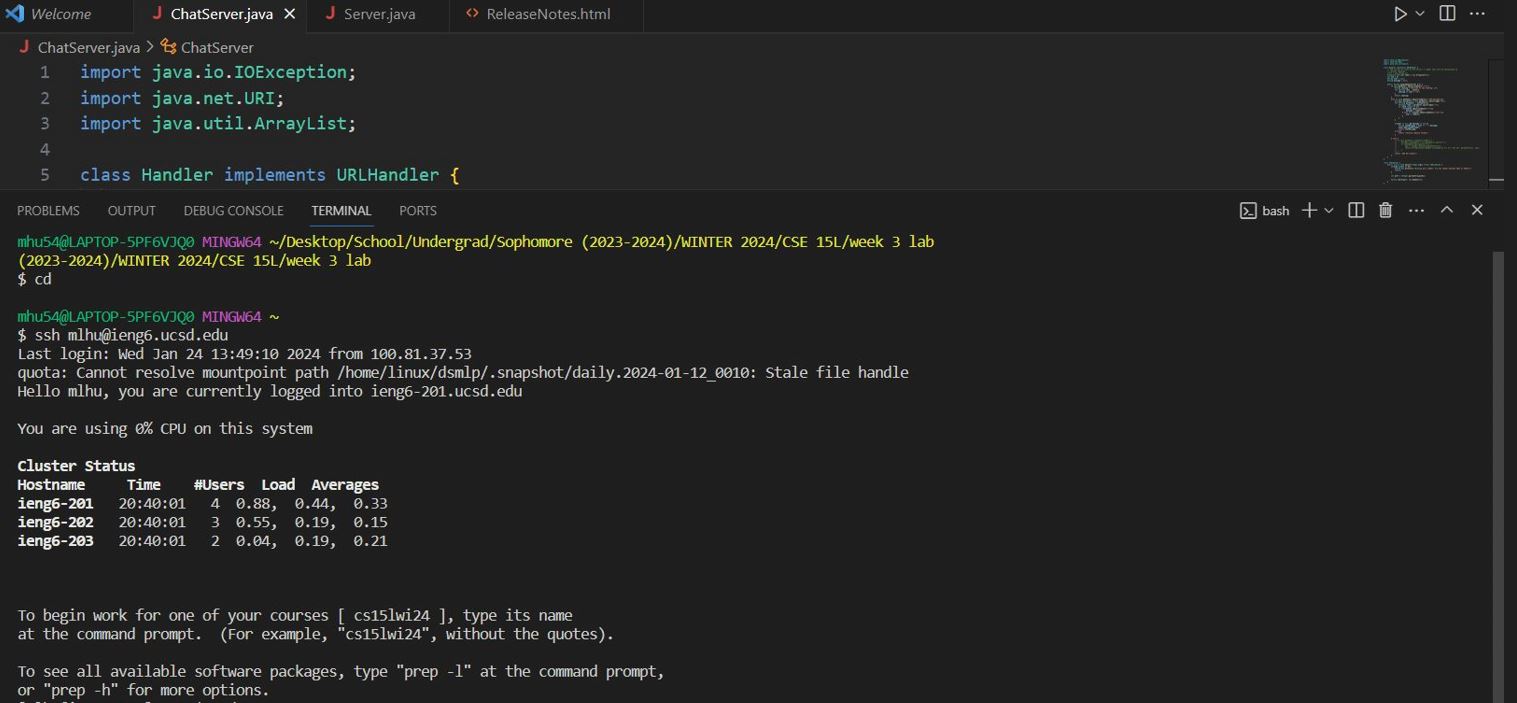 Welcome
ChatServer.java
Server.java
ReleaseNotes.html
ChatServer.java > ChatServer
1 import java.io.IOException;
2 import java.net.URI;
3 import java.util.ArrayList;
4
5 class Handler implements URLHandler {
PROBLEMS OUTPUT DEBUG CONSOLE TERMINAL PORTS
bash
mhu54@LAPTOP-5PF6VJQ0 MINGW64 ~/Desktop/School/Undergrad/Sophomore (2023-2024)/WINTER 2024/CSE 15L/week 3 lab
(2023-2024)/WINTER 2024/CSE 15L/week 3 lab
$ cd
mhu54@LAPTOP-5PF6VJQ0 MINGW64 ~
$ ssh mlhu@ieng6.ucsd.edu
Last login: Wed Jan 24 13:49:10 2024 from 100.81.37.53
quota: Cannot resolve mountpoint path /home/linux/dsmlp/.snapshot/daily.2024-01-12_0010: Stale file handle
Hello mlhu, you are currently logged into ieng6-201.ucsd.edu
You are using 0% CPU on this system
Cluster Status
Hostname Time #Users Load Averages
ieng6-201 20:40:01 4 0.88, 0.44, 0.33
ieng6-202 20:40:01 3 0.55, 0.19, 0.15
ieng6-203 20:40:01 2 0.04, 0.19, 0.21
To begin work for one of your courses [ cs15lwi24 ], type its name
at the command prompt. (For example, "cs15lwi24", without the quotes).
To see all available software packages, type "prep -l" at the command prompt,
or "prep -h" for more options.